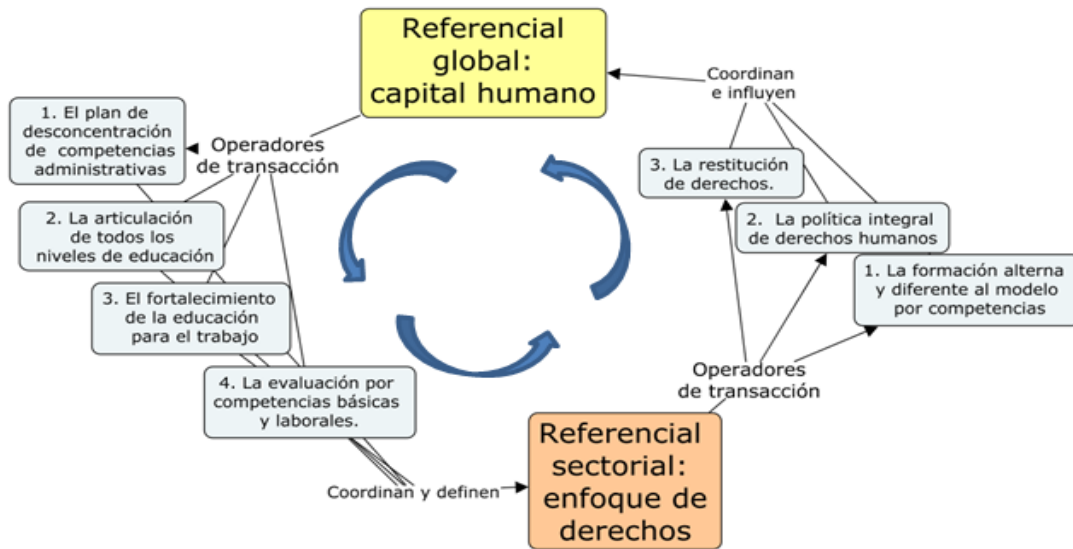 Referencial
global:
capital humano
Coordinan
e influyen
1. El plan de
desconcentración
de competencias
administrativas
Operadores
de transacción
3. La restitución
de derechos.
2. La articulación
de todos los
niveles de educación
2. La política integral
de derechos humanos
3. El fortalecimiento
de la educación
para el trabajo
1. La formación alterna
y diferente al modelo
por competencias
4. La evaluación por
competencias básicas
y laborales.
Operadores
de transacción
Coordinan y definen
Referencial
sectorial:
enfoque de
derechos